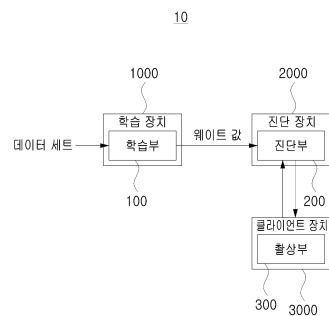 10
1000
2000
학습 장치
진단 장치
데이터 세트
학습부
웨이트 값
진단부
100
200
클라이언트 장치
촬상부
300
3000